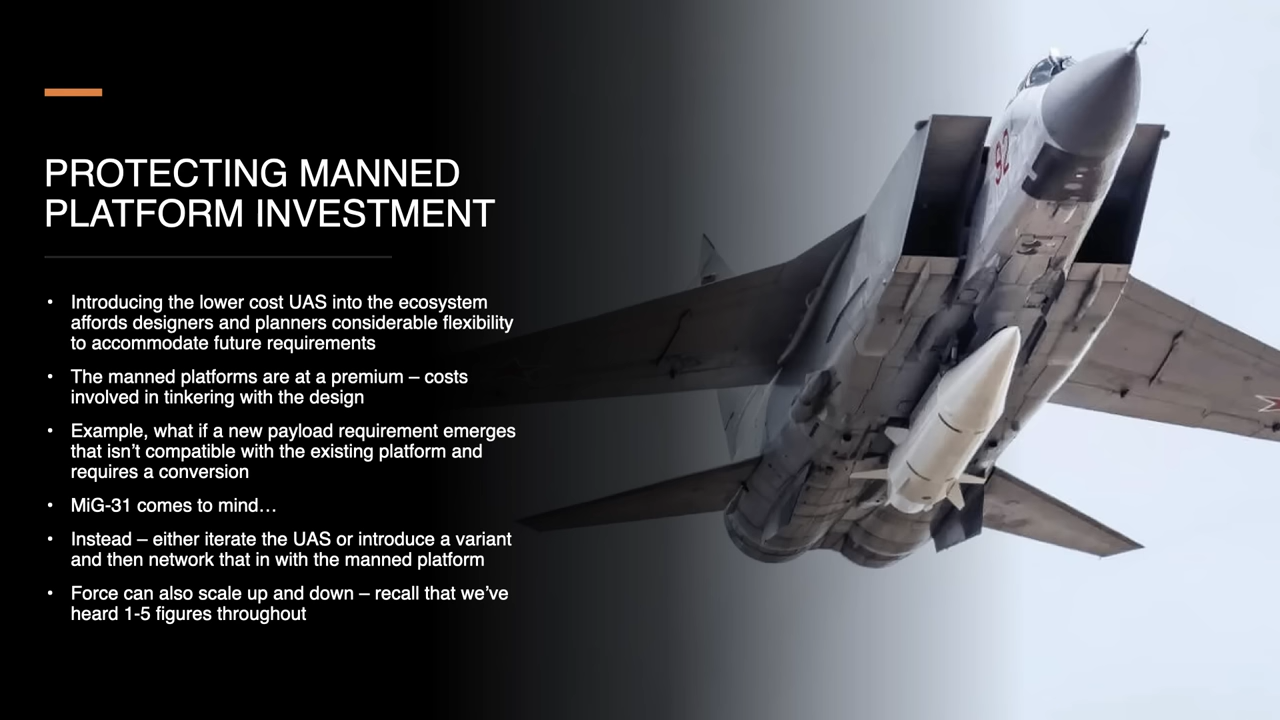 PROTECTING MANNED
PLATFORM INVESTMENT
• Introducing the lower cost UAS into the ecosystem
affords designers and planners considerable flexibility
to accommodate future requirements
• The manned platforms are at a premium – costs
involved in tinkering with the design
• Example, what if a new payload requirement emerges
that isn’t compatible with the existing platform and
requires a conversion
• MiG-31 comes to mind…
• Instead – either iterate the UAS or introduce a variant
and then network that in with the manned platform
• Force can also scale up and down – recall that we’ve
heard 1-5 figures throughout
92